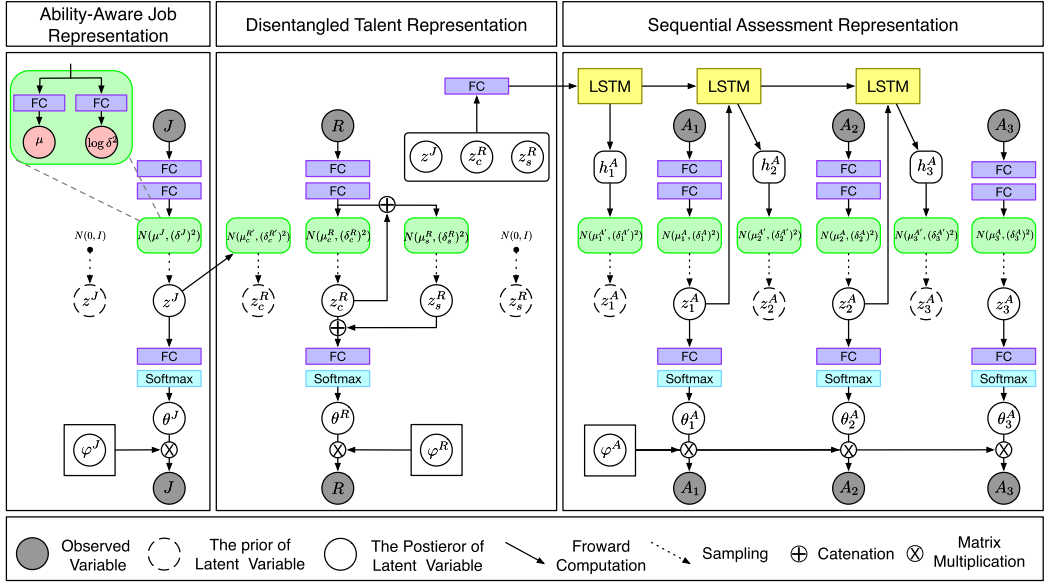 Ability-Aware Job
Representation
Disentangled Talent Representation
Sequential Assessment Representation
FC
FC
μ
log δ²
J
FC
FC
N(μ^J, (δ^J)²)
N(0, I)
z^J
z^J
FC
Softmax
θ^J
φ^J
J
R
FC
FC
FC
z^J
z_c^R
z_s^R
N(μ_c^{R'}, (δ_c^{R'})²)
N(μ_c^R, (δ_c^R)²)
N(μ_s^R, (δ_s^R)²)
N(0, I)
z_c^R
z_c^R
z_s^R
z_s^R
FC
Softmax
θ^R
φ^R
R
LSTM
LSTM
LSTM
A_1
A_2
A_3
h_1^A
FC
FC
h_2^A
FC
FC
h_3^A
FC
FC
N(μ_1^{A'}, (δ_1^{A'})²)
N(μ_1^A, (δ_1^A)²)
N(μ_2^{A'}, (δ_2^{A'})²)
N(μ_2^A, (δ_2^A)²)
N(μ_3^{A'}, (δ_3^{A'})²)
N(μ_3^A, (δ_3^A)²)
z_1^A
z_1^A
z_2^A
z_2^A
z_3^A
z_3^A
FC
FC
FC
Softmax
Softmax
Softmax
θ_1^A
θ_2^A
θ_3^A
φ^A
A_1
A_2
A_3
Observed
Variable
The prior of
Latent Variable
The Postieror of
Latent Variable
Froward
Computation
Sampling
Catenation
Matrix
Multiplication